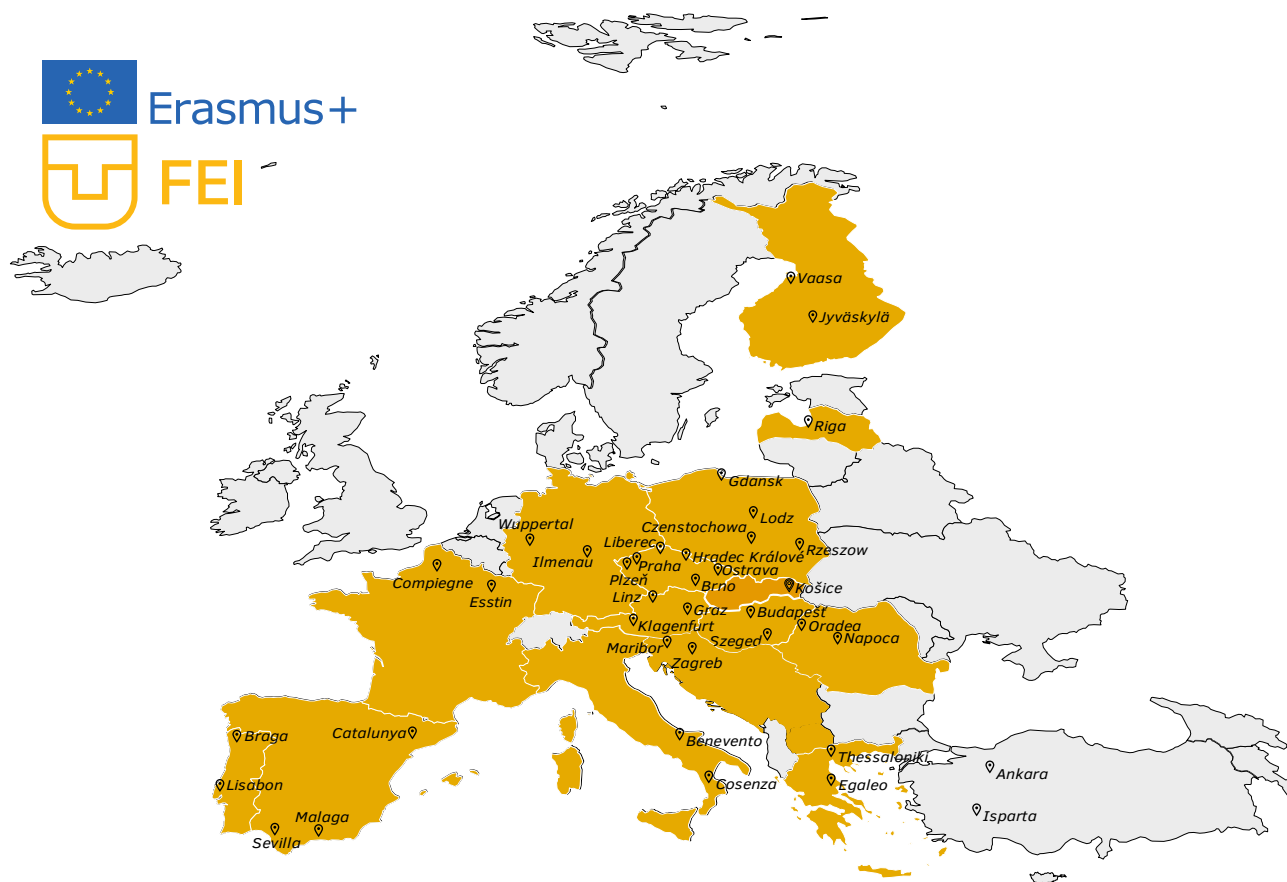 Erasmus+
FEI
Vaasa
Jyväskylä
Riga
Gdansk
Lodz
Wuppertal
Czenstochowa
Liberec
Ilmenau
Hradec Králové
Rzeszow
Praha
Ostrava
Compiegne
Plzeň
Brno
Košice
Esstin
Linz
Graz
Budapešt
Klagenfurt
Oradea
Szeged
Napoca
Maribor
Zagreb
Braga
Catalunya
Benevento
Thessaloniki
Ankara
Lisabon
Cosenza
Egaleo
Malaga
Isparta
Sevilla